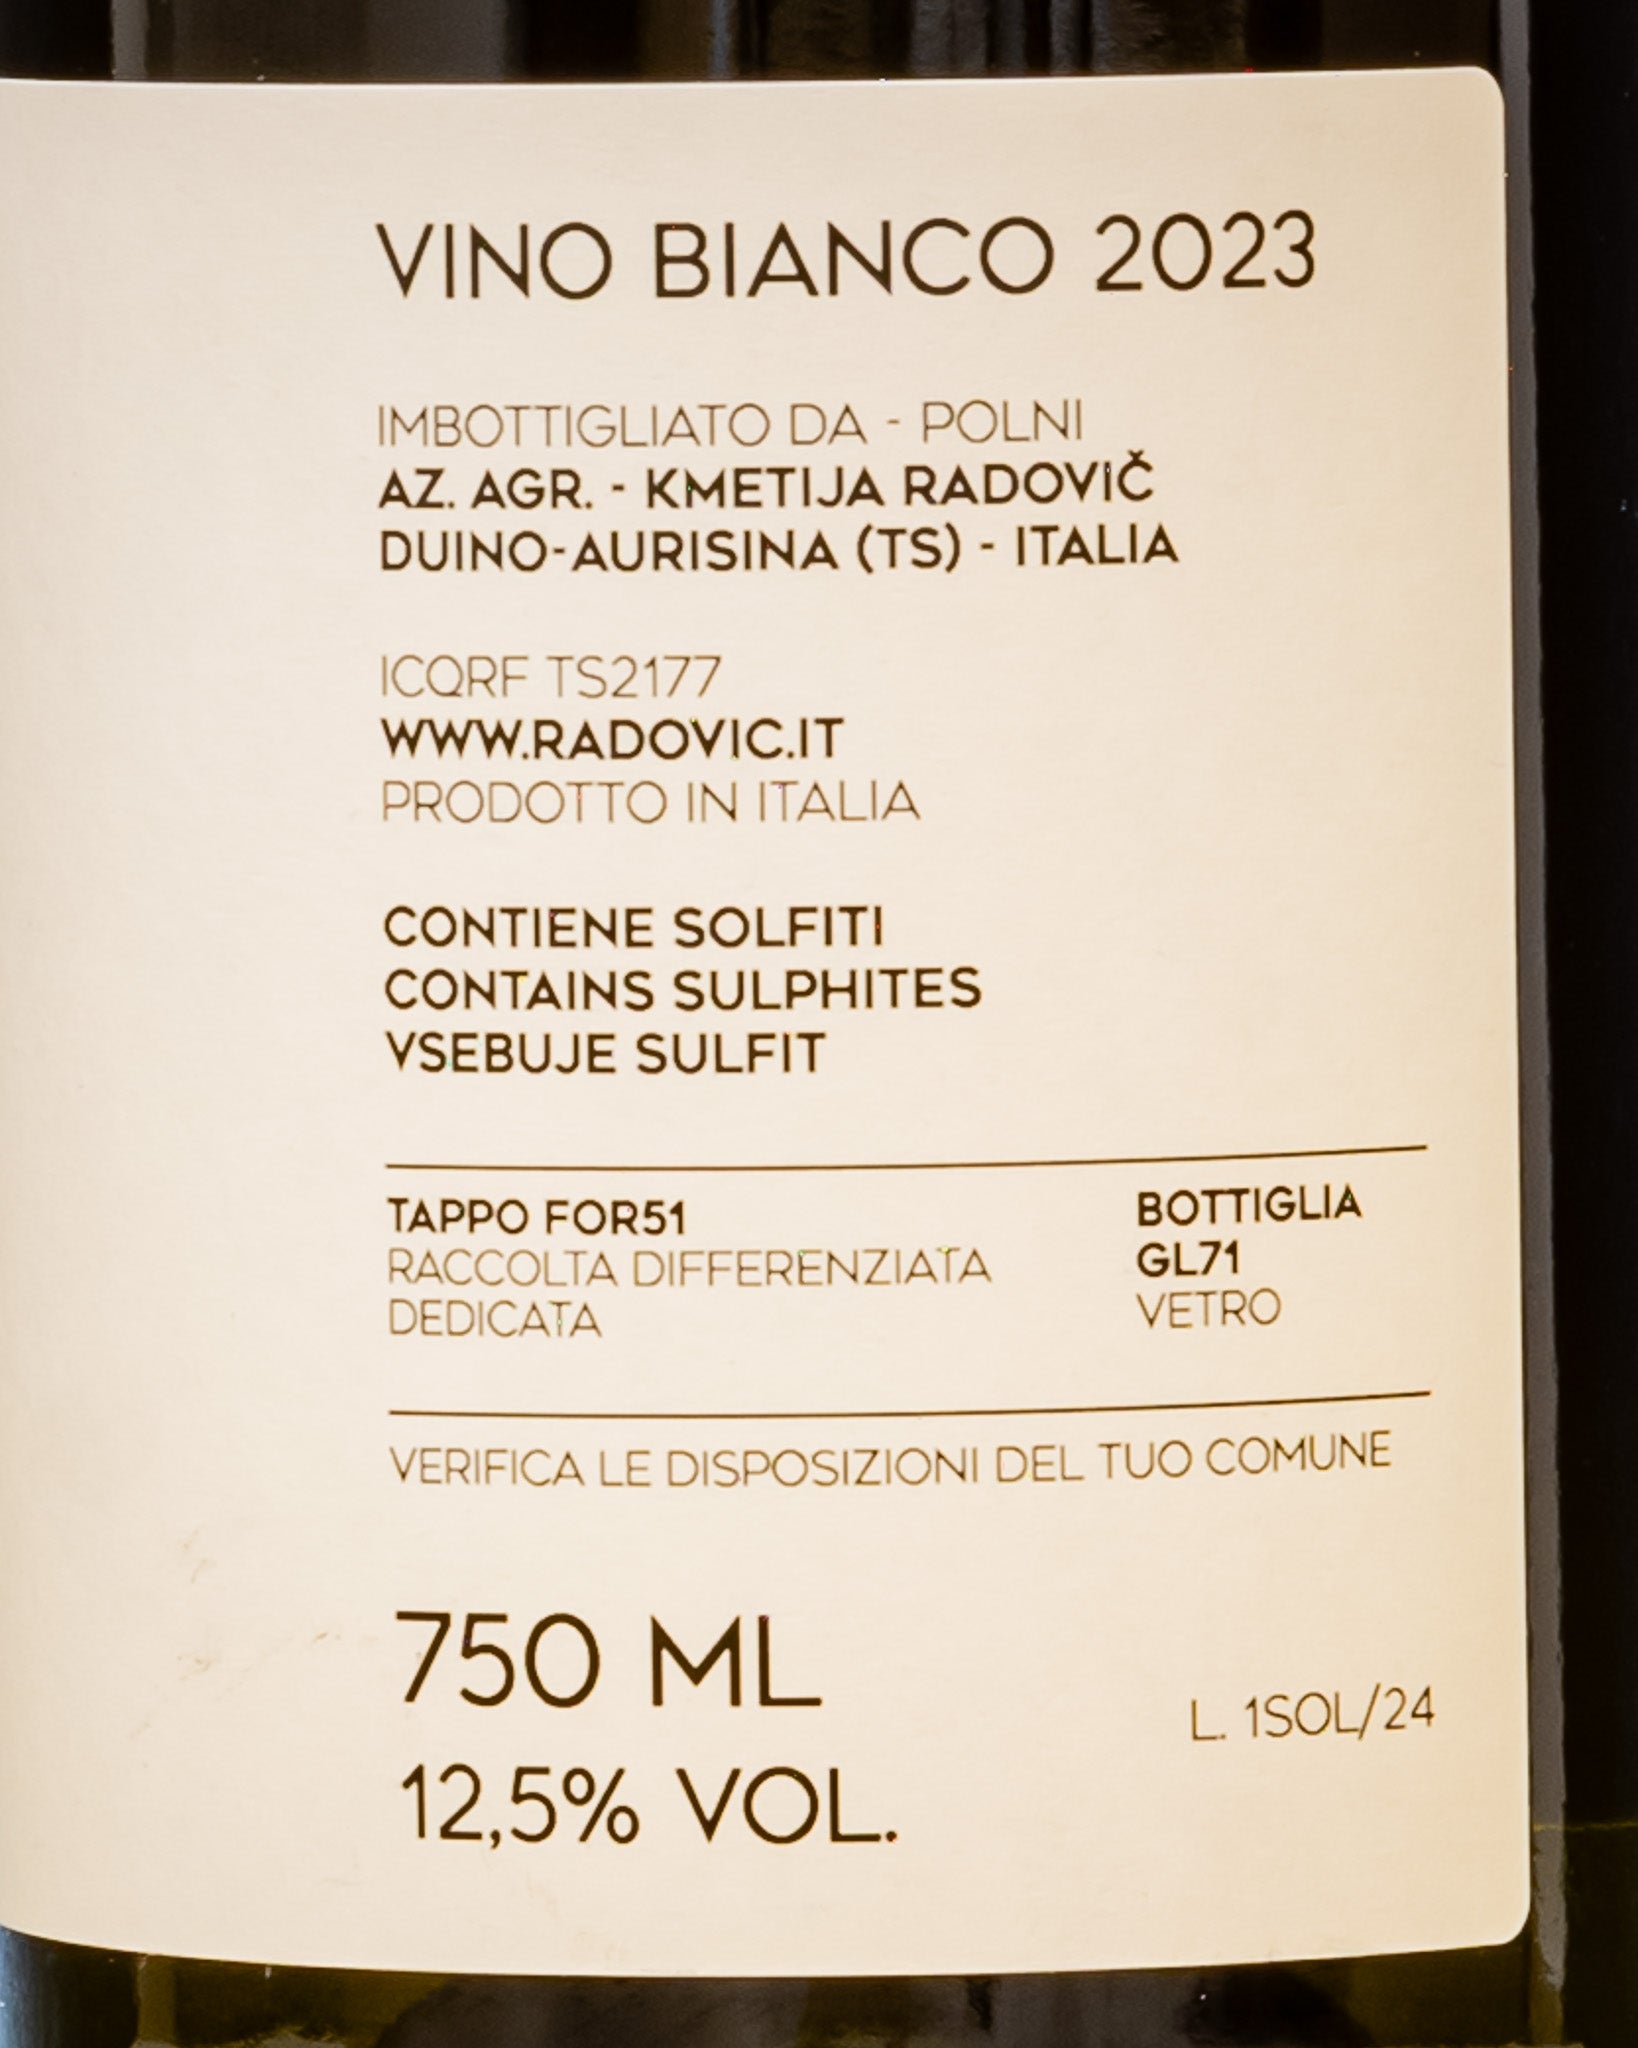 VINO BIANCO 2023
IMBOTTIGLIATO DA - POLNI
AZ. AGR. - KMETIJA RADOVIČ
DUINO-AURISINA (TS) - ITALIA
ICQRF TS2177
WWW.RADOVIC.IT
PRODOTTO IN ITALIA
CONTIENE SOLFITI
CONTAINS SULPHITES
VSEBUJE SULFIT
TAPPO FOR51
RACCOLTA DIFFERENZIATA
DEDICATA
BOTTIGLIA
GL71
VETRO
VERIFICA LE DISPOSIZIONI DEL TUO COMUNE
750 ML
L. 1SOL/24
12,5% VOL.